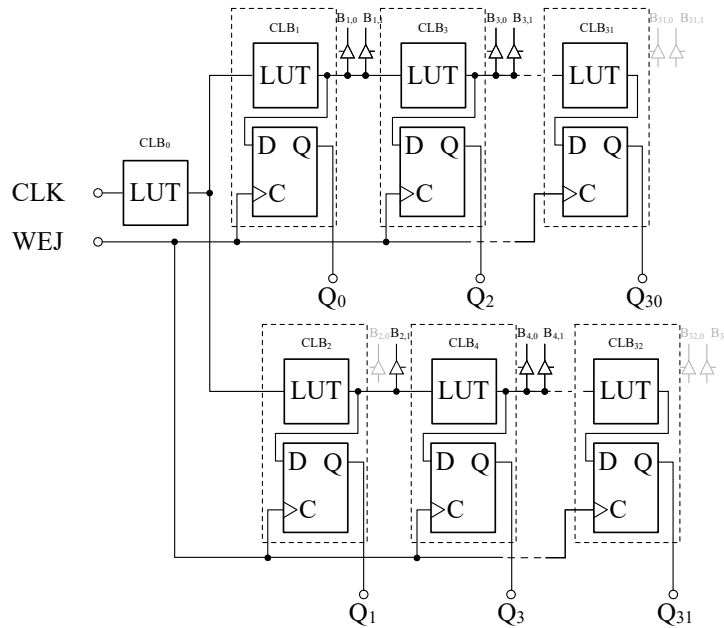 CLB₁ B₁,₀ B₁,₁ CLB₃ B₃,₀ B₃,₁ CLB₃₁ B₃₁,₀ B₃₁,₁
LUT LUT LUT
CLB₀
D Q D Q D Q
CLK LUT
C C C
WEJ
Q₀ Q₂ Q₃₀
CLB₂ B₂,₀ B₂,₁ CLB₄ B₄,₀ B₄,₁ CLB₃₂ B₃₂,₀ B₃
LUT LUT LUT
D Q D Q D Q
C C C
Q₁ Q₃ Q₃₁